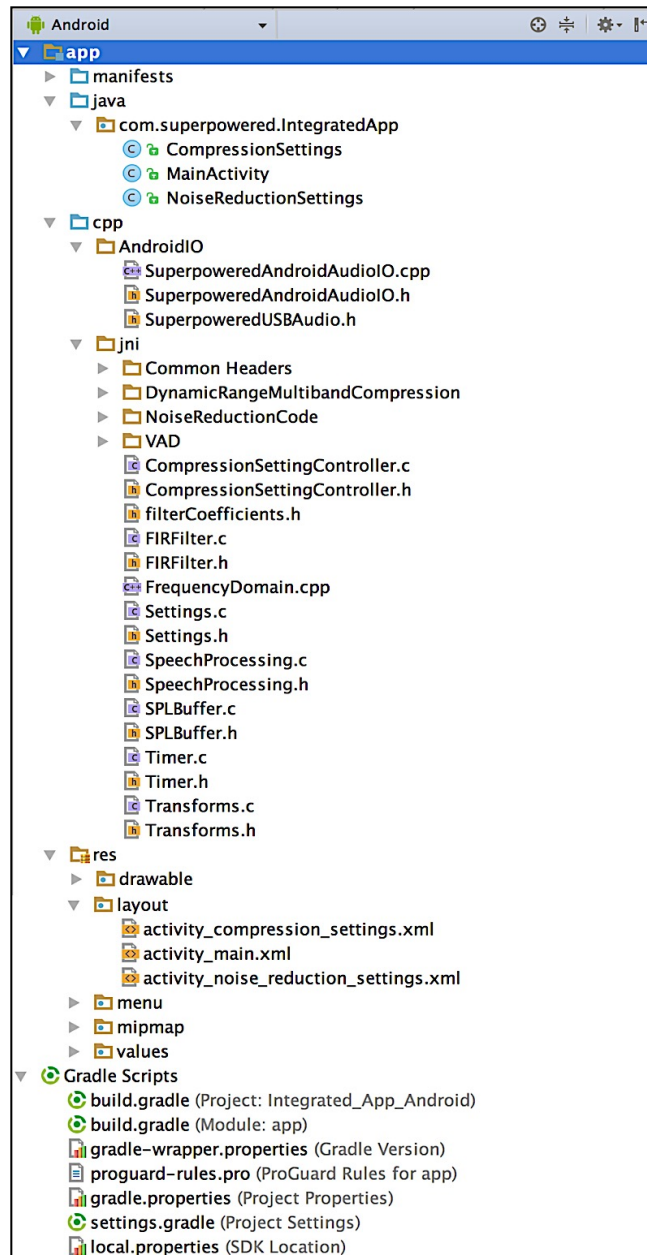 Android
app
manifests
java
com.superpowered.IntegratedApp
C CompressionSettings
C MainActivity
C NoiseReductionSettings
cpp
AndroidIO
C++ SuperpoweredAndroidAudioIO.cpp
h SuperpoweredAndroidAudioIO.h
h SuperpoweredUSBAudio.h
jni
Common Headers
DynamicRangeMultibandCompression
NoiseReductionCode
VAD
c CompressionSettingController.c
h CompressionSettingController.h
h filterCoefficients.h
c FIRFilter.c
h FIRFilter.h
C++ FrequencyDomain.cpp
c Settings.c
h Settings.h
c SpeechProcessing.c
h SpeechProcessing.h
c SPLBuffer.c
h SPLBuffer.h
c Timer.c
h Timer.h
c Transforms.c
h Transforms.h
res
drawable
layout
activity_compression_settings.xml
activity_main.xml
activity_noise_reduction_settings.xml
menu
mipmap
values
Gradle Scripts
build.gradle (Project: Integrated_App_Android)
build.gradle (Module: app)
gradle-wrapper.properties (Gradle Version)
proguard-rules.pro (ProGuard Rules for app)
gradle.properties (Project Properties)
settings.gradle (Project Settings)
local.properties (SDK Location)